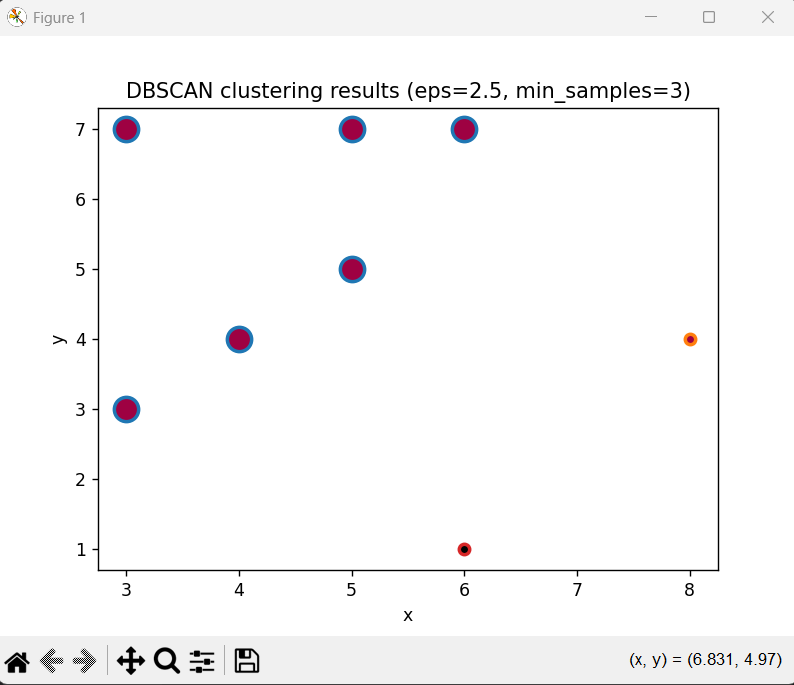 Figure 1
DBSCAN clustering results (eps=2.5, min_samples=3)
7
6
5
4
3
2
1
y
3 4 5 6 7 8
x
(x, y) = (6.831, 4.97)